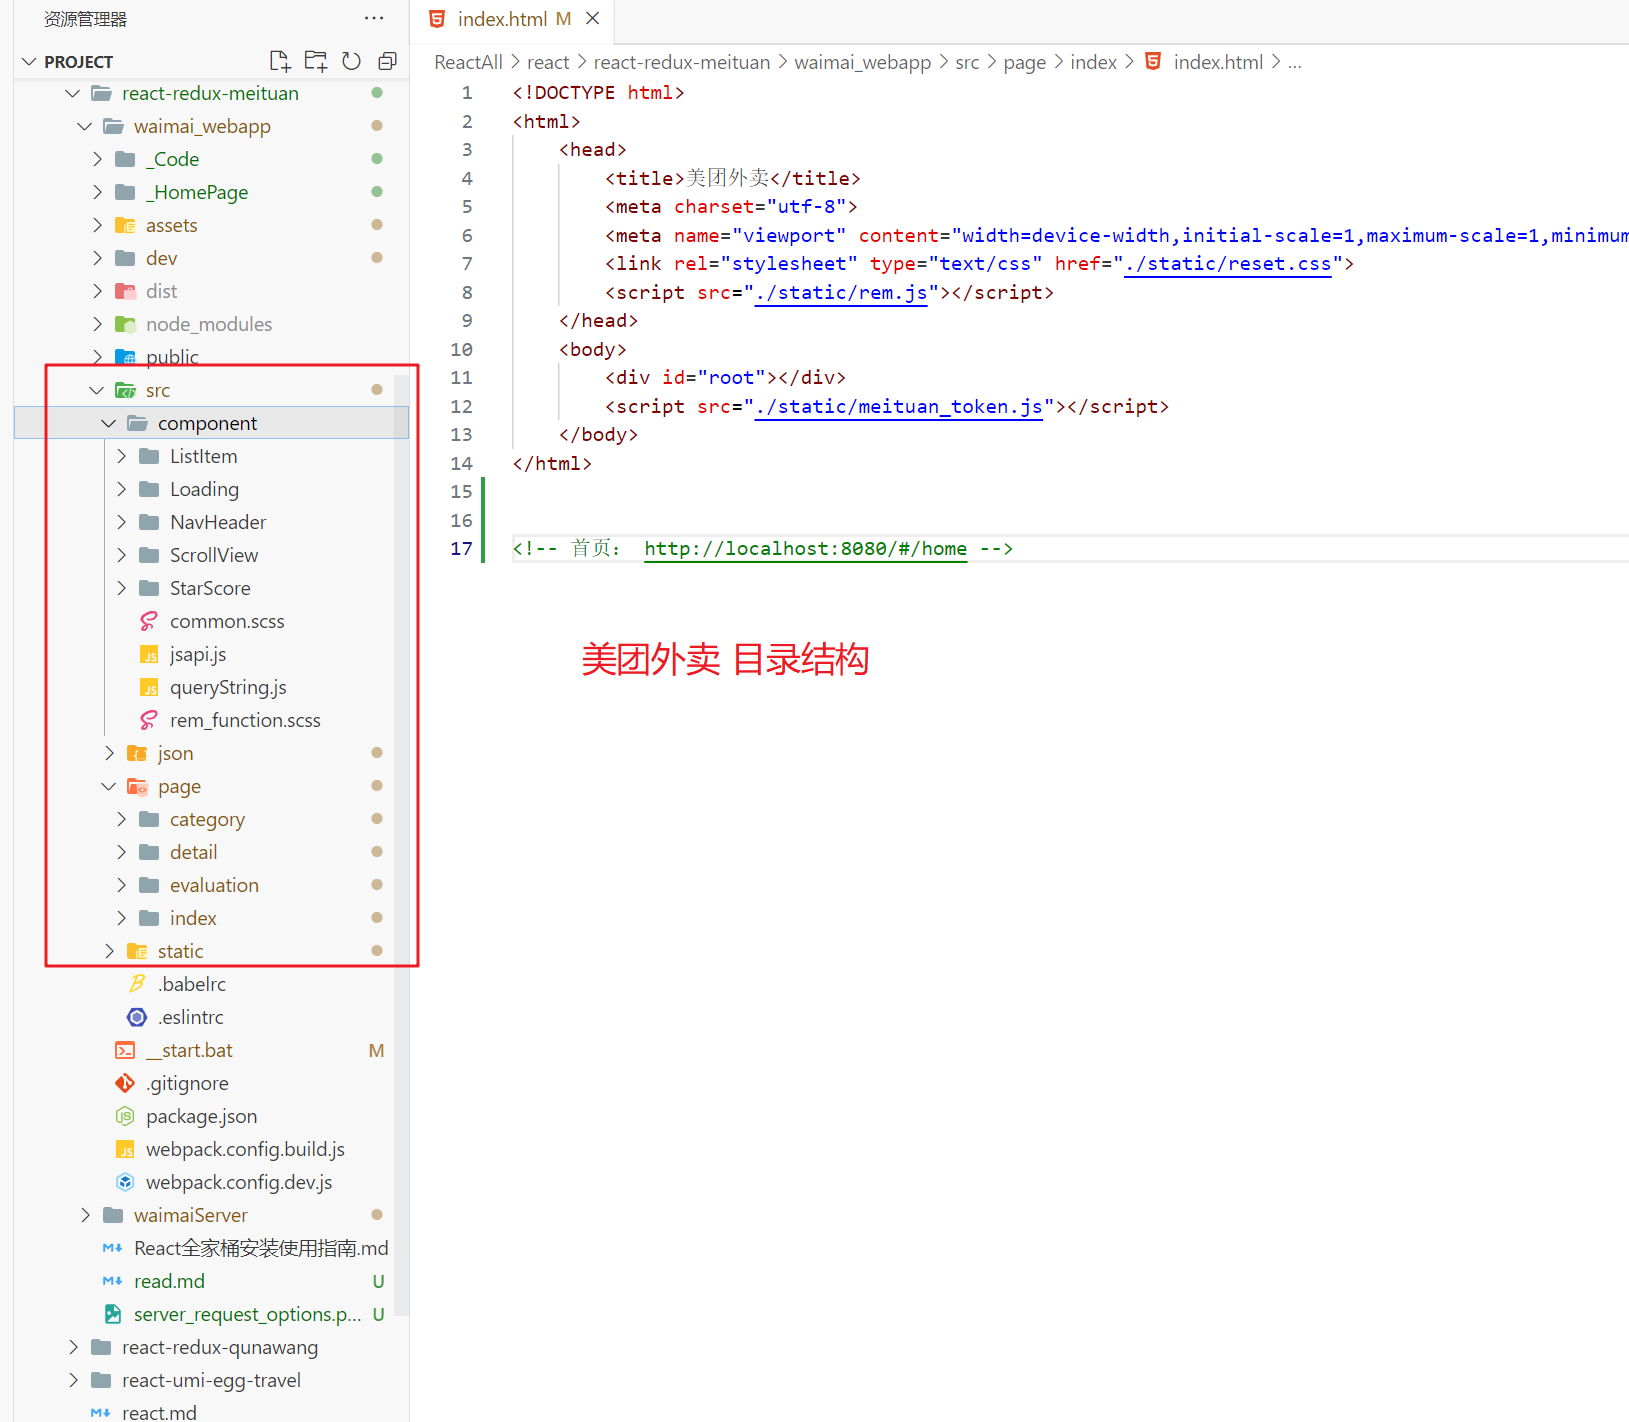 资源管理器 ···
PROJECT
react-redux-meituan
waimai_webapp
_Code
_HomePage
assets
dev
dist
node_modules
public
src
component
ListItem
Loading
NavHeader
ScrollView
StarScore
common.scss
jsapi.js
queryString.js
rem_function.scss
json
page
category
detail
evaluation
index
static
.babelrc
.eslintrc
__start.bat M
.gitignore
package.json
webpack.config.build.js
webpack.config.dev.js
waimaiServer
React全家桶安装使用指南.md
read.md U
server_request_options.p... U
react-redux-qunawang
react-umi-egg-travel
react.md
index.html M
ReactAll > react > react-redux-meituan > waimai_webapp > src > page > index > index.html > ...
1 <!DOCTYPE html>
2 <html>
3 <head>
4 <title>美团外卖</title>
5 <meta charset="utf-8">
6 <meta name="viewport" content="width=device-width,initial-scale=1,maximum-scale=1,minimum
7 <link rel="stylesheet" type="text/css" href="./static/reset.css">
8 <script src="./static/rem.js"></script>
9 </head>
10 <body>
11 <div id="root"></div>
12 <script src="./static/meituan_token.js"></script>
13 </body>
14 </html>
15
16
17 <!-- 首页： http://localhost:8080/#/home -->
美团外卖 目录结构